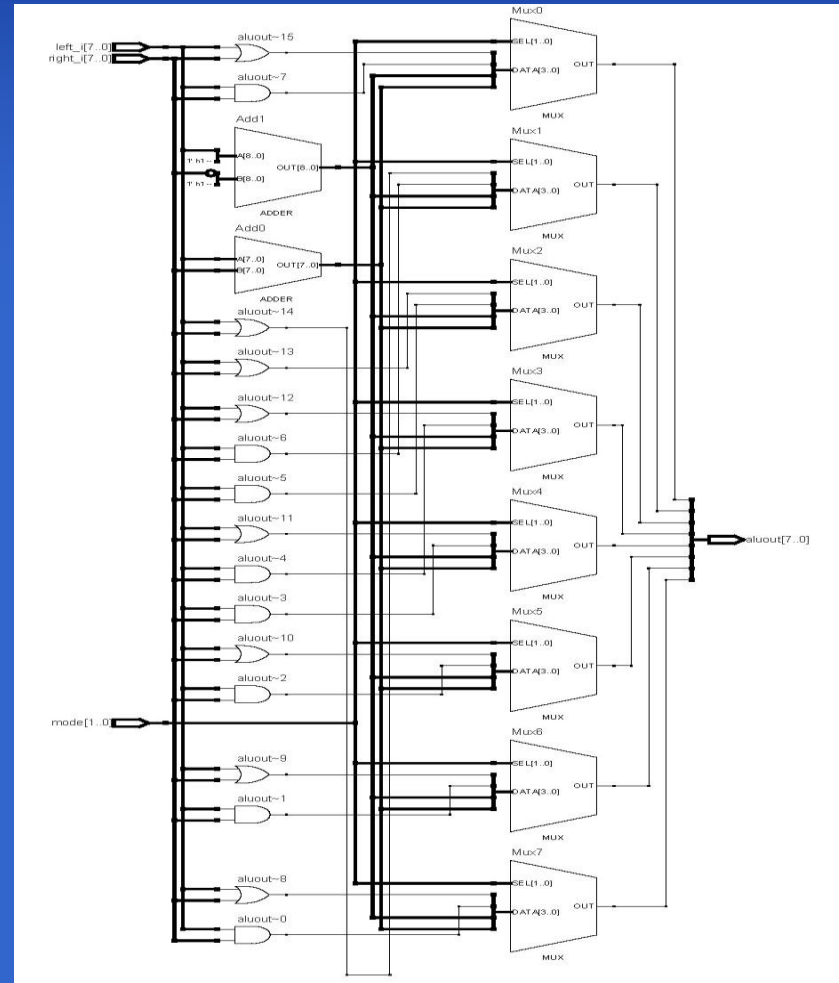 Mux0
left_i[7..0]
right_i[7..0]
aluout~15
SEL[1..0]
DATA[3..0]
OUT
MUX
aluout~7
Add1
A[8..0]
B[8..0]
1' h1 --
1' h1 --
OUT[8..0]
ADDER
Mux1
SEL[1..0]
DATA[3..0]
OUT
MUX
Add0
A[7..0]
B[7..0]
OUT[7..0]
ADDER
Mux2
SEL[1..0]
DATA[3..0]
OUT
MUX
aluout~14
aluout~13
aluout~12
aluout~6
Mux3
SEL[1..0]
DATA[3..0]
OUT
MUX
aluout~5
aluout~11
aluout~4
Mux4
SEL[1..0]
DATA[3..0]
OUT
MUX
aluout[7..0]
aluout~3
aluout~10
aluout~2
Mux5
SEL[1..0]
DATA[3..0]
OUT
MUX
mode[1..0]
aluout~9
aluout~1
Mux6
SEL[1..0]
DATA[3..0]
OUT
MUX
aluout~8
aluout~0
Mux7
SEL[1..0]
DATA[3..0]
OUT
MUX